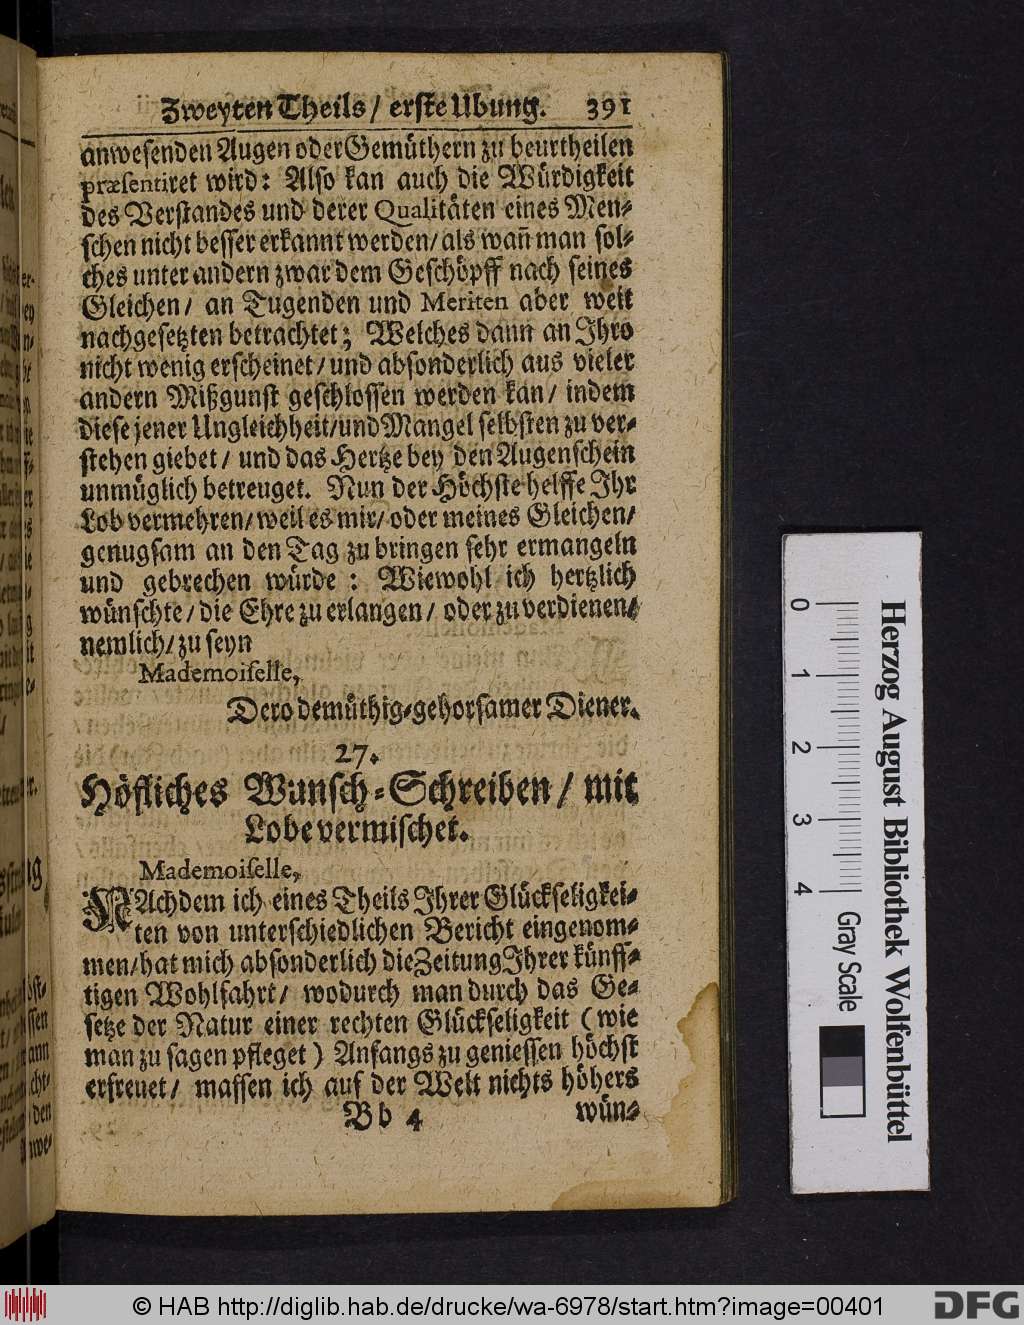 Zweyten Theils / erste Ubung. 391
anwesenden Augen oder Gemüthern zu beurtheilen
præsentiret wird: Also kan auch die Würdigkeit
des Verstandes und derer Qualitäten eines Men-
schen nicht besser erkannt werden / als wañ man sol-
ches unter andern zwar dem Geschöpff nach seines
Gleichen / an Tugenden und Meriten aber weit
nachgesetzten betrachtet; Welches dann an Ihro
nicht wenig erscheinet / und absonderlich aus vieler
andern Mißgunst geschlossen werden kan / indem
diese jener Ungleichheit / und Mangel selbsten zu ver-
stehen giebet / und das Hertze bey den Augenschein
unmüglich betreuget. Nun der Höchste helffe Ihr
Lob vermehren / weil es mir / oder meines Gleichen /
genugsam an den Tag zu bringen sehr ermangeln
und gebrechen würde: Wiewohl ich hertzlich
wünschte / die Ehre zu erlangen / oder zu verdienen /
nemlich / zu seyn
Mademoiselle,
Dero demüthig-gehorsamer Diener.
27.
Höfliches Wunsch-Schreiben / mit
Lobe vermischet.
Mademoiselle,
NAchdem ich eines Theils Ihrer Glückseligkei-
ten von unterschiedlichen Bericht eingenom-
men / hat mich absonderlich die Zeitung Ihrer künff-
tigen Wohlfahrt / wodurch man durch das Ge-
setze der Natur einer rechten Glückseligkeit (wie
man zu sagen pfleget) Anfangs zu geniessen höchst
erfreuet / massen ich auf der Welt nichts höhers
Bb 4 wün-
0 1 2 3 4
Herzog August Bibliothek Wolfenbüttel
Gray Scale
© HAB http://diglib.hab.de/drucke/wa-6978/start.htm?image=00401
DFG